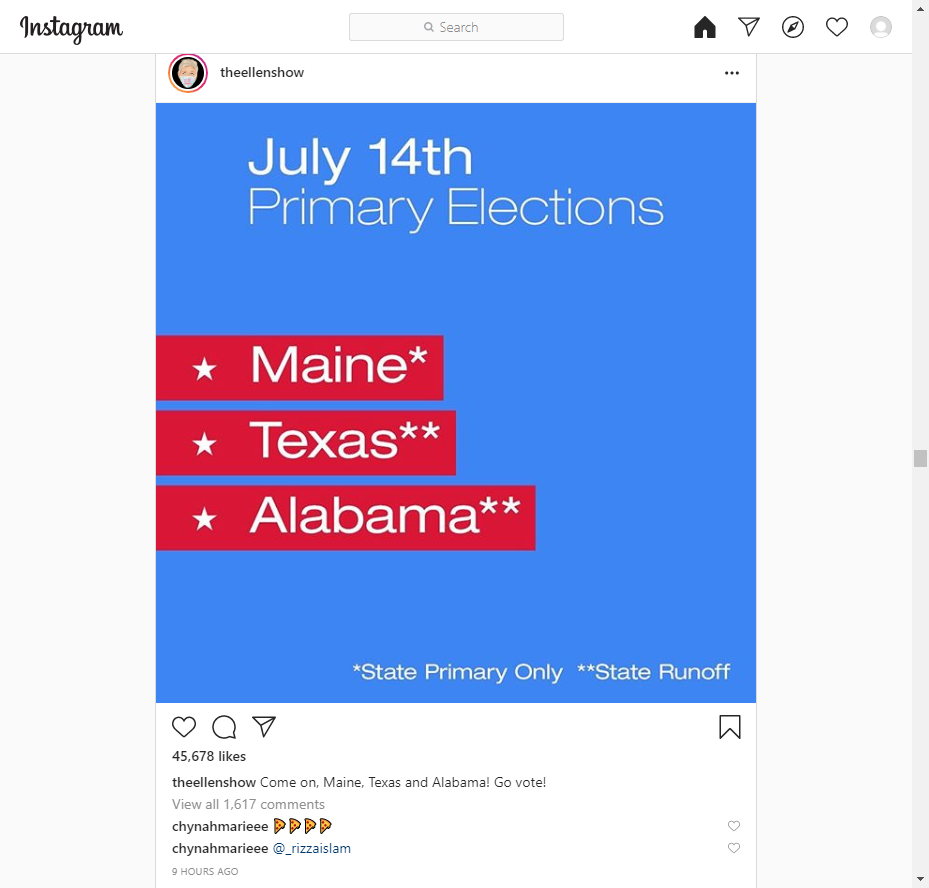 Instagram
Search
theellenshow
July 14th
Primary Elections
★ Maine*
★ Texas**
★ Alabama**
*State Primary Only **State Runoff
45,678 likes
theellenshow Come on, Maine, Texas and Alabama! Go vote!
View all 1,617 comments
chynahmarieee 🍕🍕🍕🍕
chynahmarieee @_rizzaislam
9 HOURS AGO